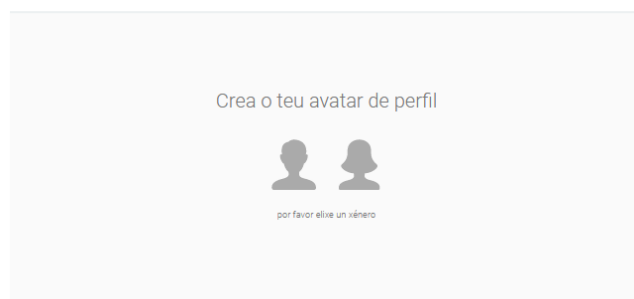 Crea o teu avatar de perfil
por favor elixe un xénero